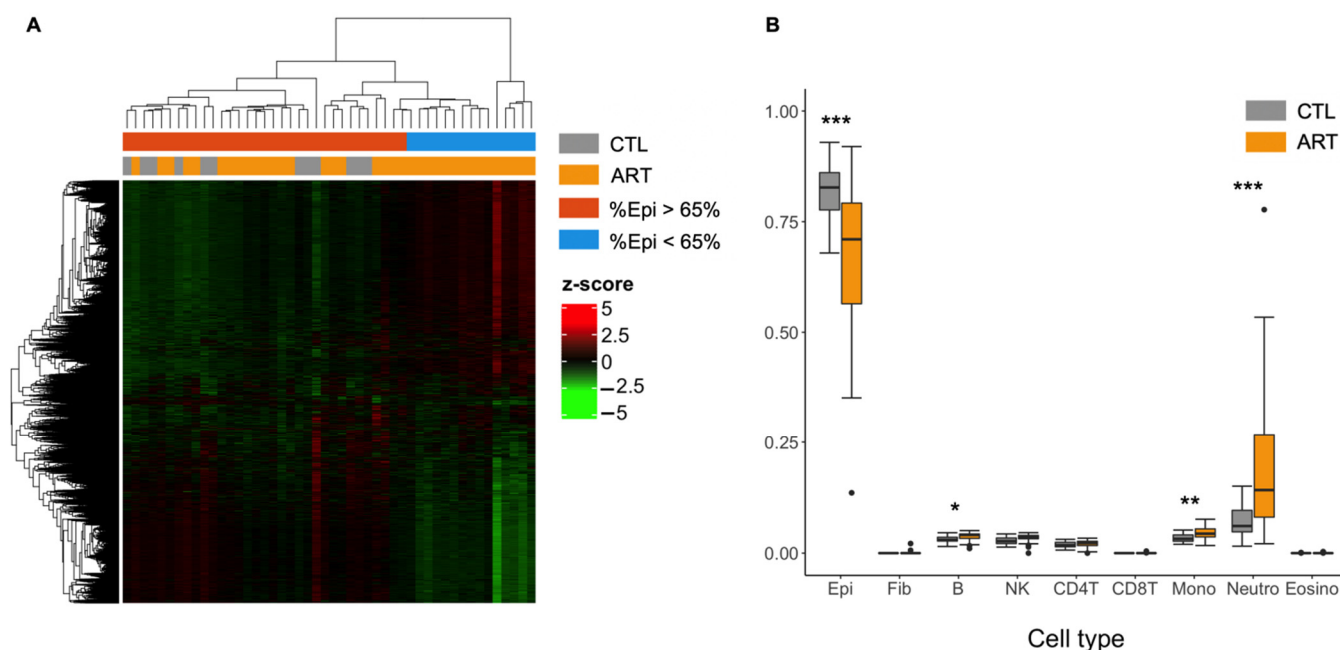 A
CTL
ART
%Epi > 65%
%Epi < 65%
z-score
5
2.5
0
−2.5
−5
B
CTL
ART
1.00
0.75
0.50
0.25
0.00
***
*
**
***
Epi Fib B NK CD4T CD8T Mono Neutro Eosino
Cell type